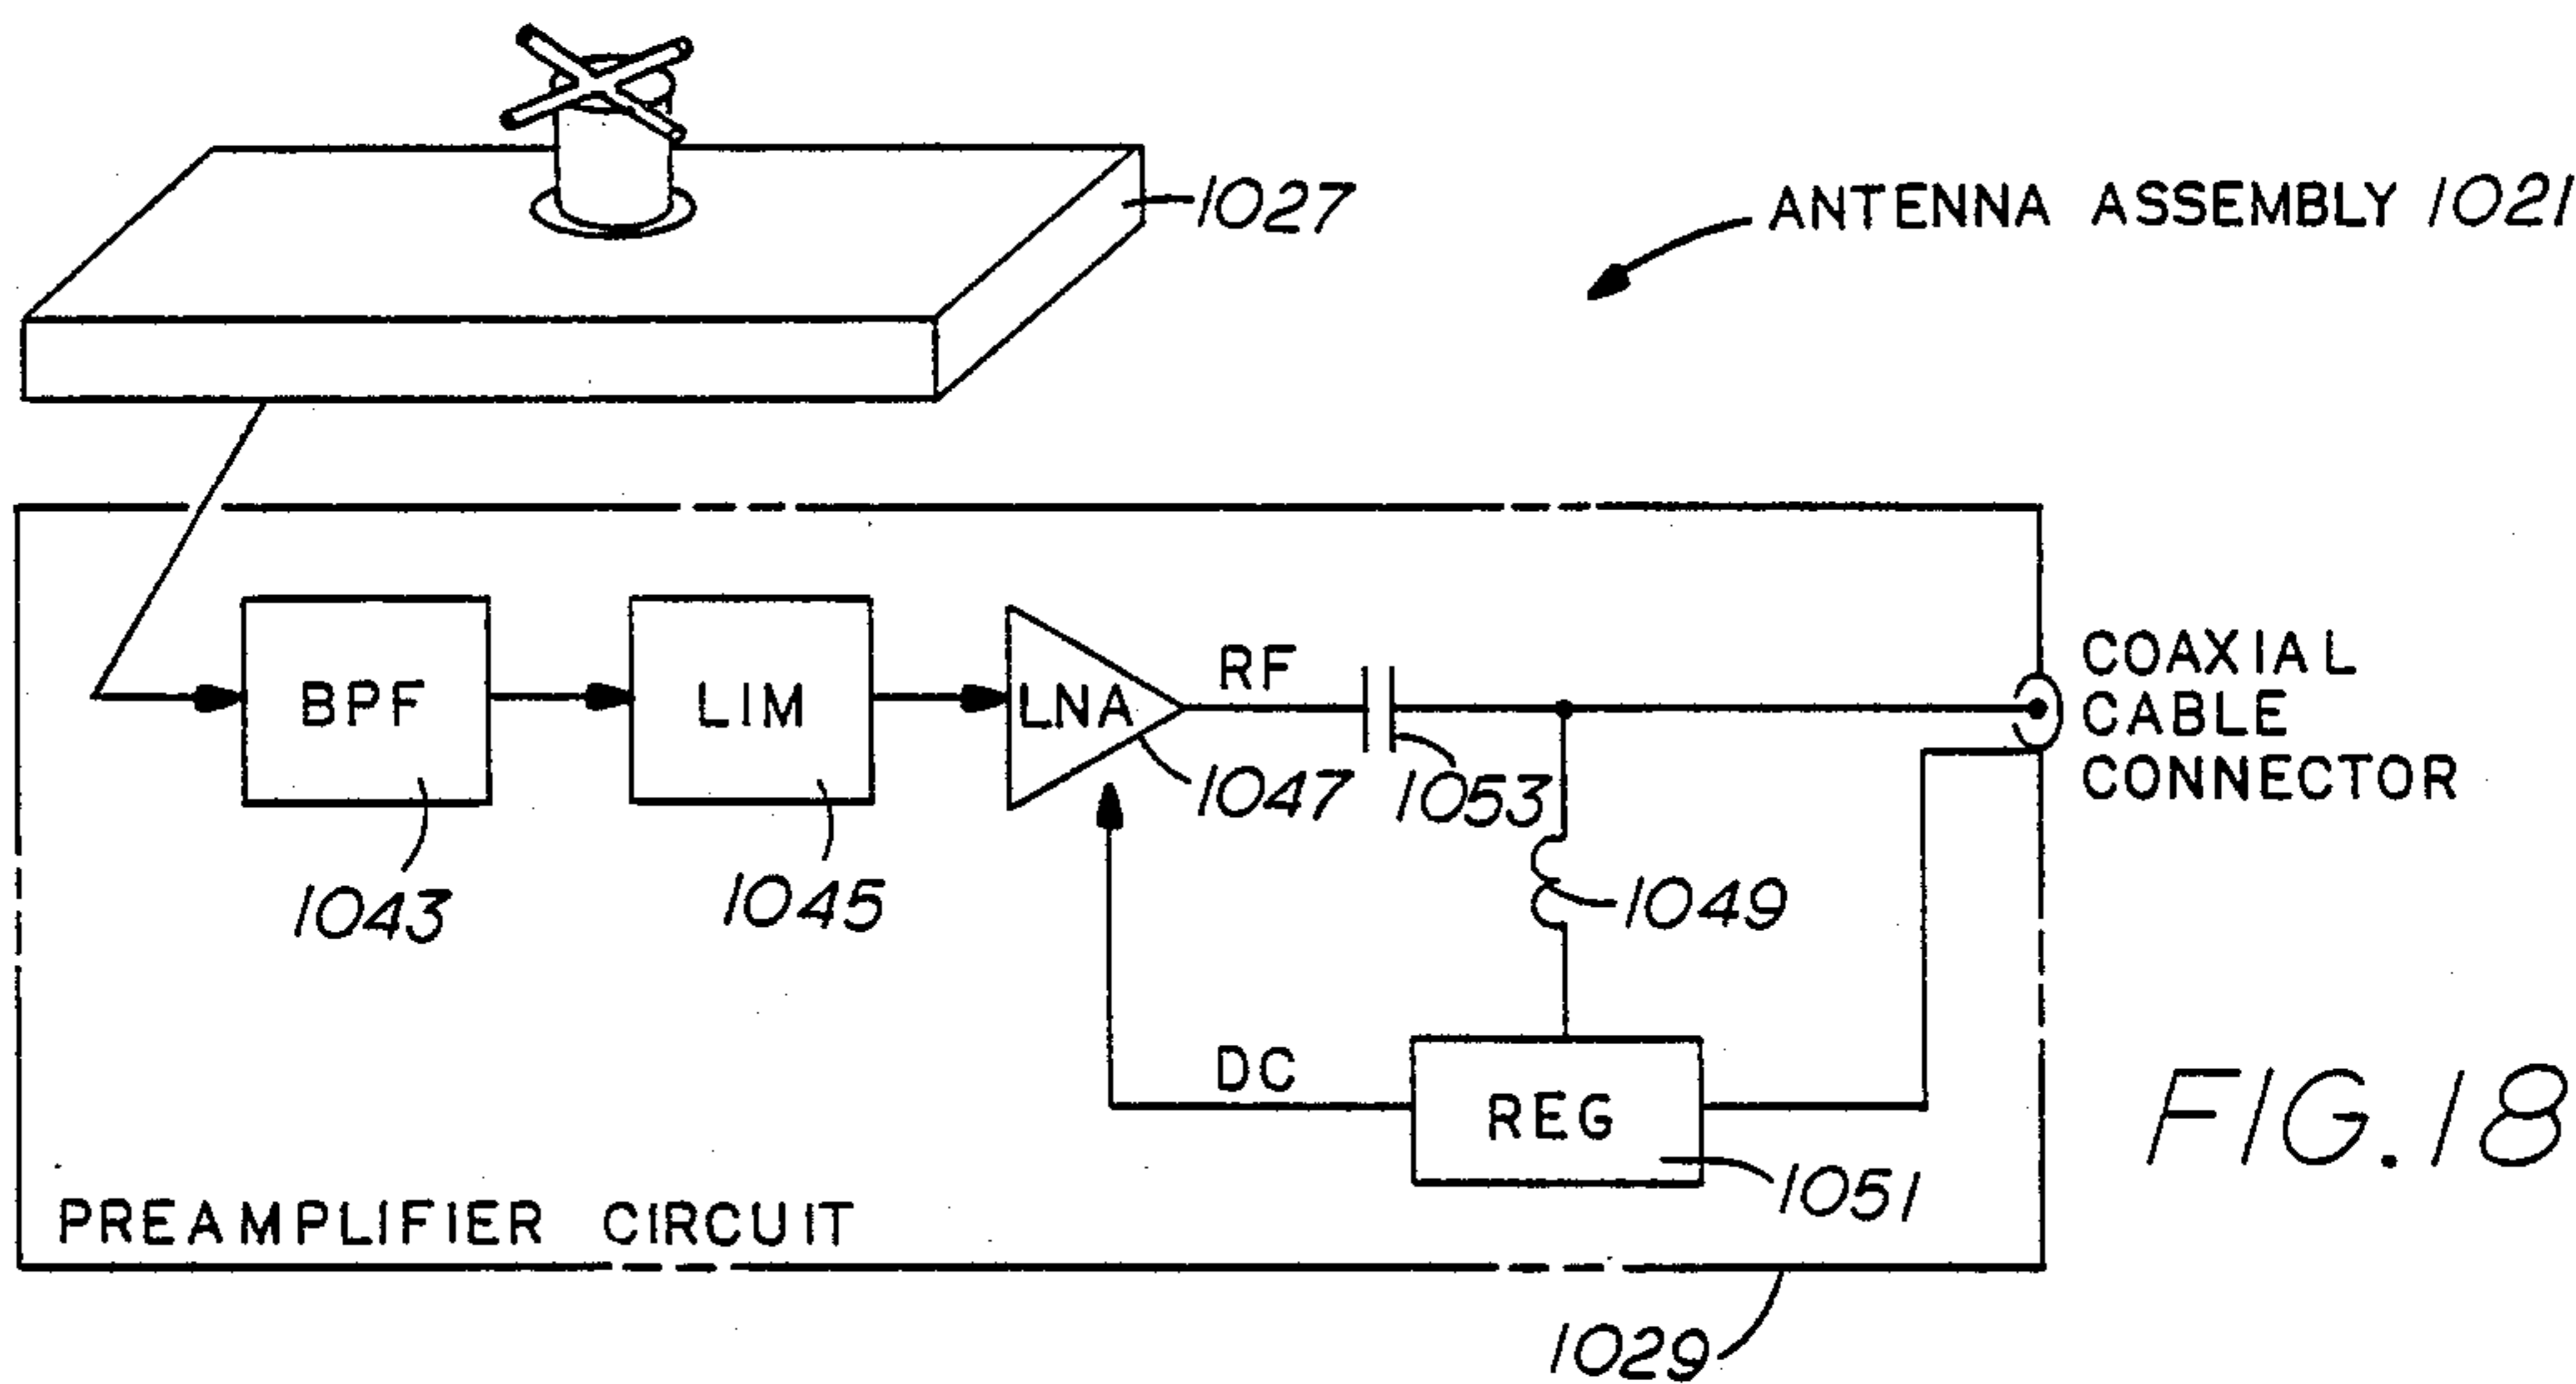 1027
ANTENNA ASSEMBLY 1021
BPF
LIM
LNA
RF
COAXIAL
CABLE
CONNECTOR
1047
1053
1043
1045
1049
DC
REG
1051
PREAMPLIFIER CIRCUIT
1029
FIG. 18